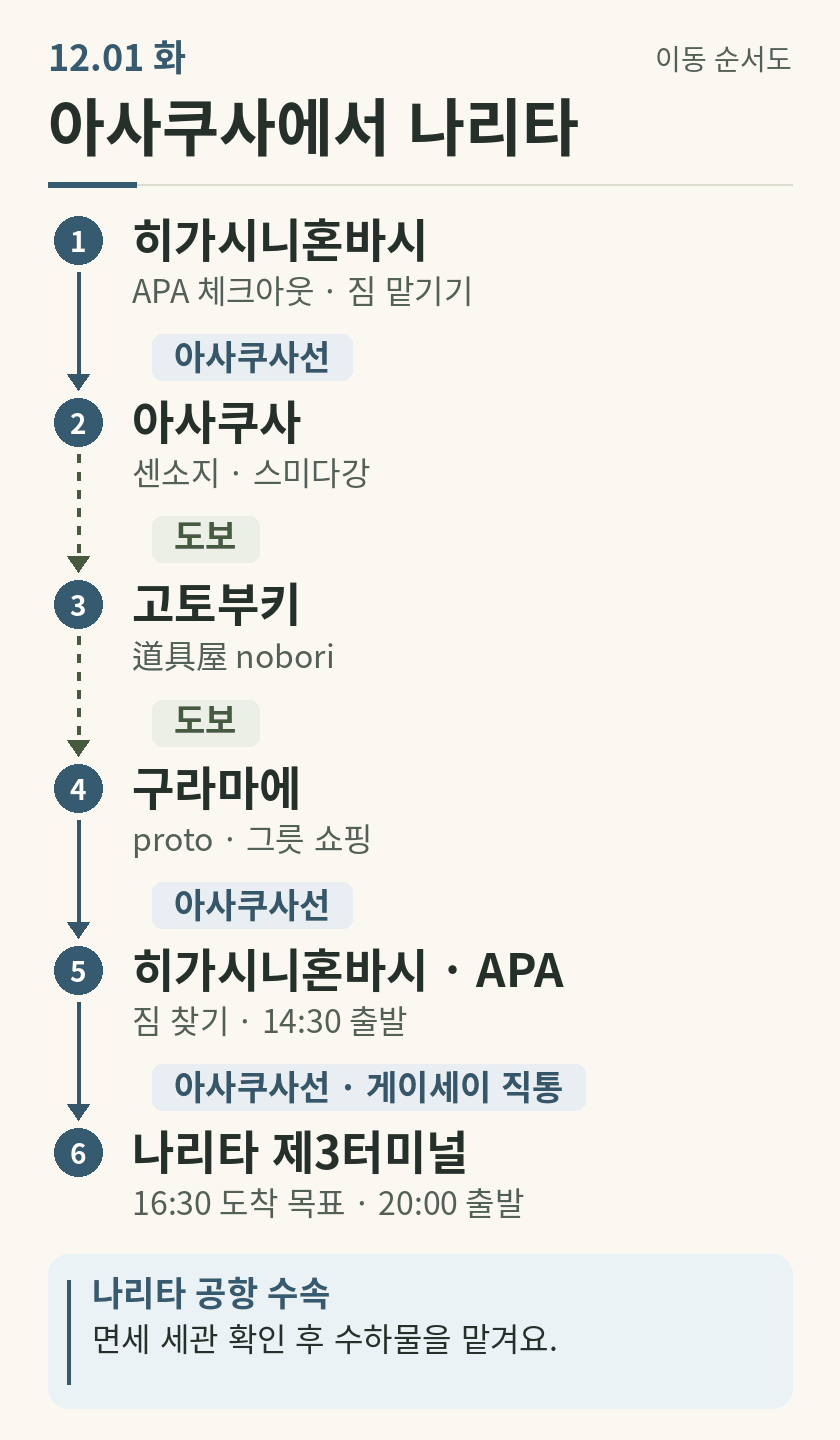 12.01 화
이동 순서도
아사쿠사에서 나리타
1 히가시니혼바시
APA 체크아웃 · 짐 맡기기
아사쿠사선
2 아사쿠사
센소지 · 스미다강
도보
3 고토부키
道具屋 nobori
도보
4 구라마에
proto · 그릇 쇼핑
아사쿠사선
5 히가시니혼바시 · APA
짐 찾기 · 14:30 출발
아사쿠사선 · 게이세이 직통
6 나리타 제3터미널
16:30 도착 목표 · 20:00 출발
나리타 공항 수속
면세 세관 확인 후 수하물을 맡겨요.